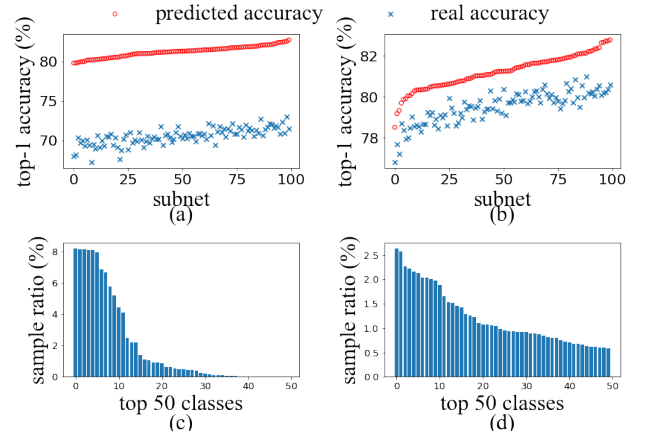 predicted accuracy
real accuracy
top-1 accuracy (%)
80
75
70
0 25 50 75 100
subnet
(a)
top-1 accuracy (%)
82
80
78
0 25 50 75 100
subnet
(b)
sample ratio (%)
8
6
4
2
0
0 10 20 30 40 50
top 50 classes
(c)
sample ratio (%)
2.5
2.0
1.5
1.0
0.5
0.0
0 10 20 30 40 50
top 50 classes
(d)